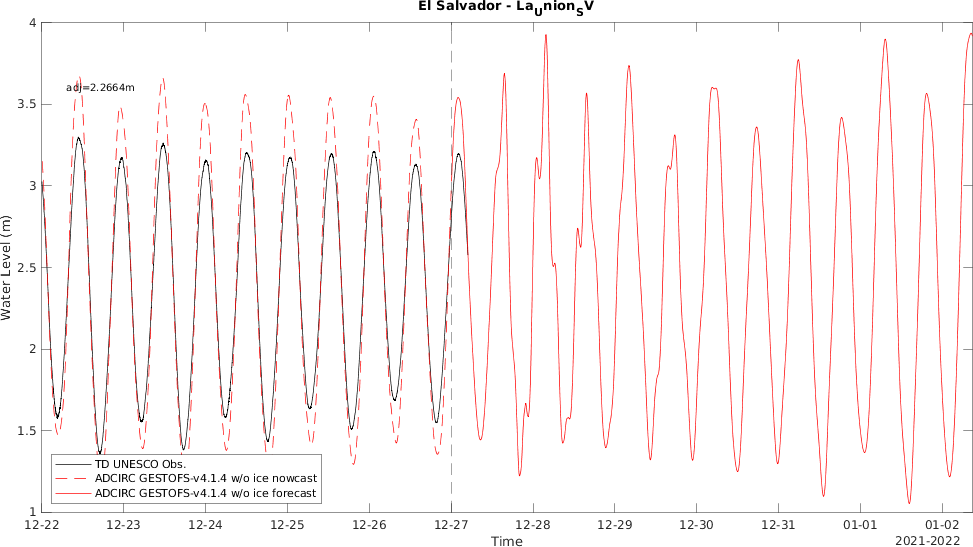 El Salvador - LaUnionSV
adj=2.2664m
Water Level (m)
4
3.5
3
2.5
2
1.5
1
TD UNESCO Obs.
ADCIRC GESTOFS-v4.1.4 w/o ice nowcast
ADCIRC GESTOFS-v4.1.4 w/o ice forecast
12-22 12-23 12-24 12-25 12-26 12-27 12-28 12-29 12-30 12-31 01-01 01-02
Time
2021-2022